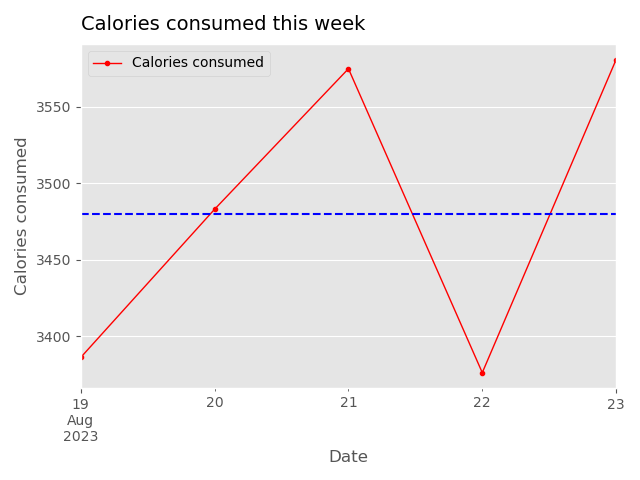 Calories consumed this week
Calories consumed
Calories consumed
3550
3500
3450
3400
19
Aug
2023
20
21
22
23
Date